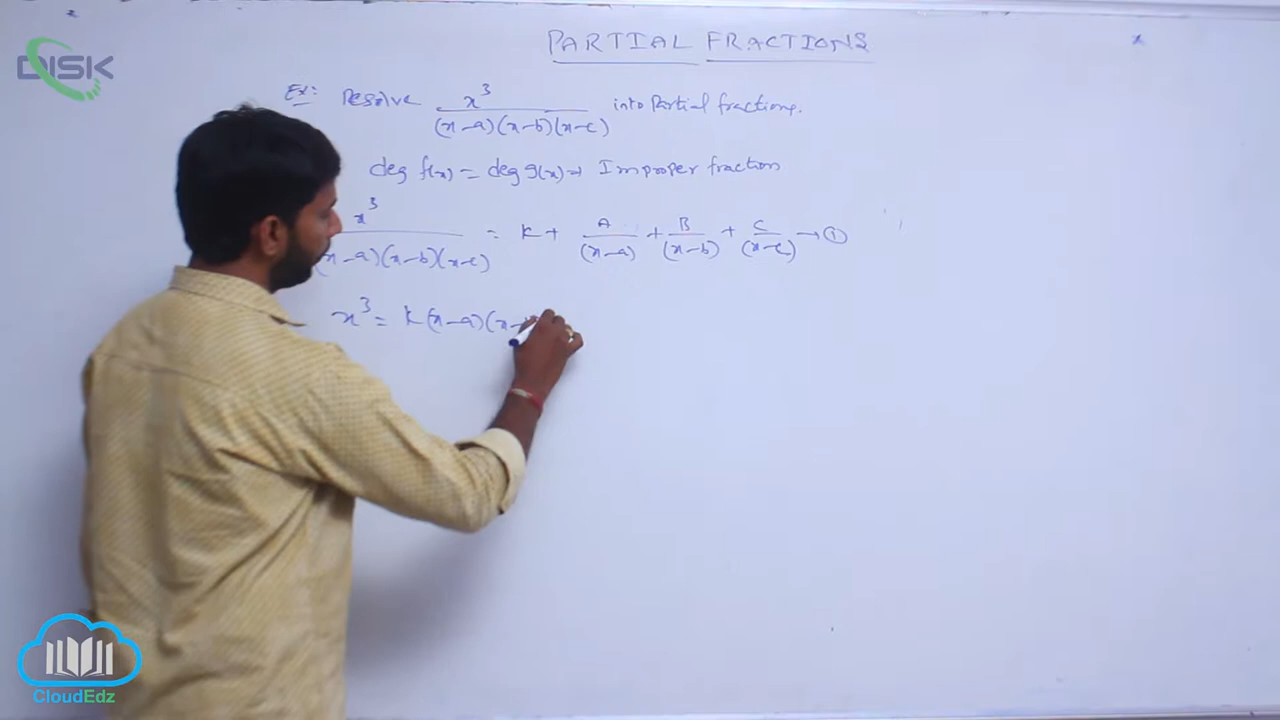 DISK
PARTIAL FRACTIONS
Ex: Resolve x³/(x-a)(x-b)(x-c) into Partial fractions.
deg f(x) = deg g(x) ⇒ Improper fraction
x³/(x-a)(x-b)(x-c) = K + A/(x-a) + B/(x-b) + C/(x-c) → ①
x³ = K(x-a)(x-
CloudEdz